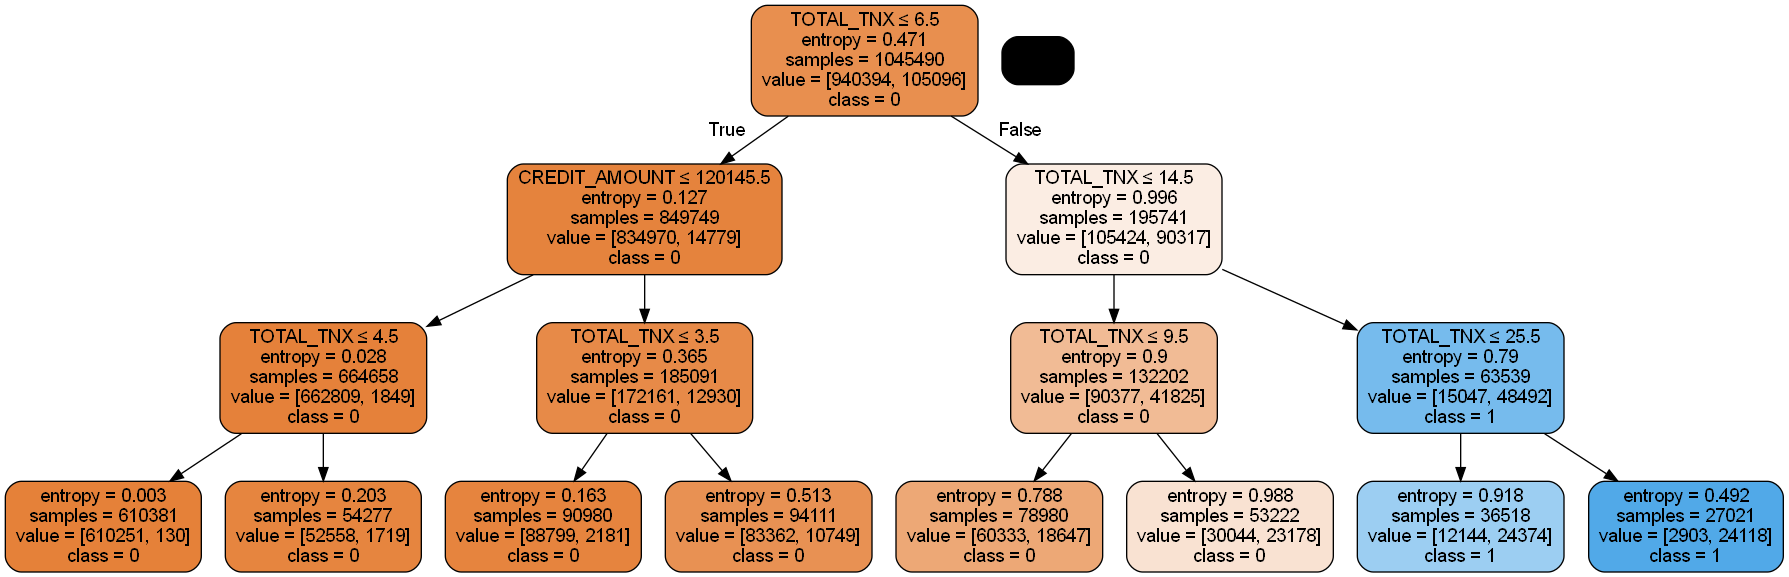 TOTAL_TNX ≤ 6.5
entropy = 0.471
samples = 1045490
value = [940394, 105096]
class = 0
True
False
CREDIT_AMOUNT ≤ 120145.5
entropy = 0.127
samples = 849749
value = [834970, 14779]
class = 0
TOTAL_TNX ≤ 14.5
entropy = 0.996
samples = 195741
value = [105424, 90317]
class = 0
TOTAL_TNX ≤ 4.5
entropy = 0.028
samples = 664658
value = [662809, 1849]
class = 0
TOTAL_TNX ≤ 3.5
entropy = 0.365
samples = 185091
value = [172161, 12930]
class = 0
TOTAL_TNX ≤ 9.5
entropy = 0.9
samples = 132202
value = [90377, 41825]
class = 0
TOTAL_TNX ≤ 25.5
entropy = 0.79
samples = 63539
value = [15047, 48492]
class = 1
entropy = 0.003
samples = 610381
value = [610251, 130]
class = 0
entropy = 0.203
samples = 54277
value = [52558, 1719]
class = 0
entropy = 0.163
samples = 90980
value = [88799, 2181]
class = 0
entropy = 0.513
samples = 94111
value = [83362, 10749]
class = 0
entropy = 0.788
samples = 78980
value = [60333, 18647]
class = 0
entropy = 0.988
samples = 53222
value = [30044, 23178]
class = 0
entropy = 0.918
samples = 36518
value = [12144, 24374]
class = 1
entropy = 0.492
samples = 27021
value = [2903, 24118]
class = 1